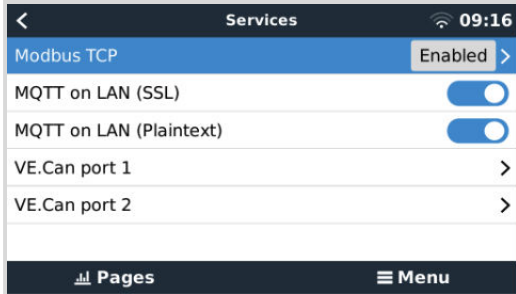 Services 09:16
Modbus TCP Enabled
MQTT on LAN (SSL)
MQTT on LAN (Plaintext)
VE.Can port 1
VE.Can port 2
Pages Menu